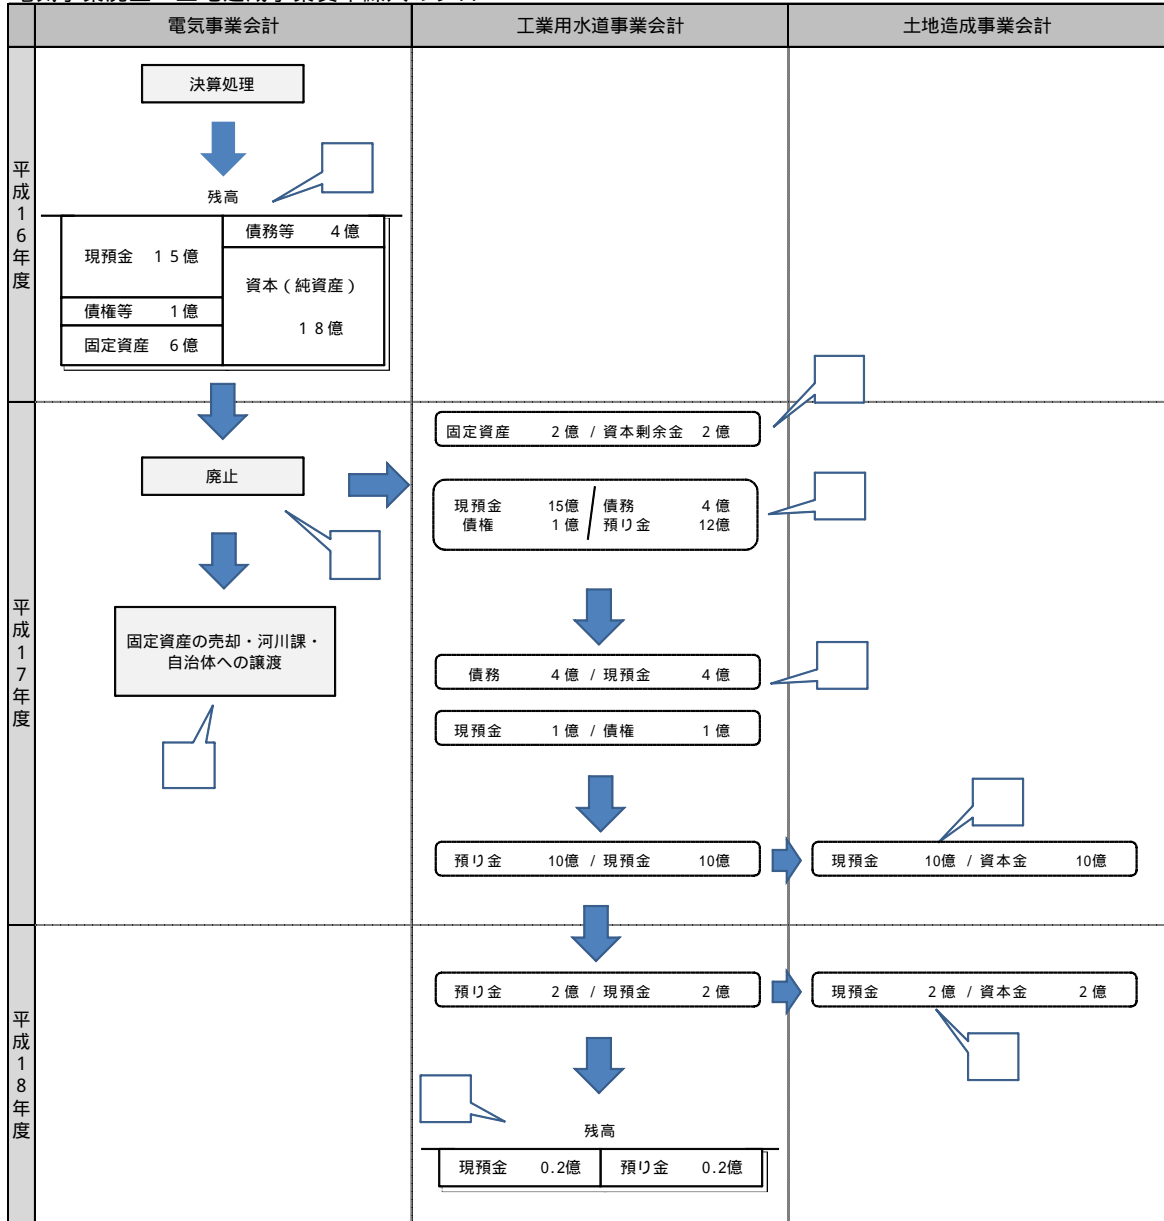 電気事業会計
工業用水道事業会計
土地造成事業会計
平成16年度
決算処理
残高
現預金 15億
債務等 4億
資本(純資産)
18億
債権等 1億
固定資産 6億
平成17年度
廃止
固定資産の売却・河川課・
自治体への譲渡
固定資産 2億 / 資本剰余金 2億
現預金 15億 / 債務 4億
債権 1億 / 預り金 12億
債務 4億 / 現預金 4億
現預金 1億 / 債権 1億
預り金 10億 / 現預金 10億
現預金 10億 / 資本金 10億
平成18年度
預り金 2億 / 現預金 2億
現預金 2億 / 資本金 2億
残高
現預金 0.2億 預り金 0.2億